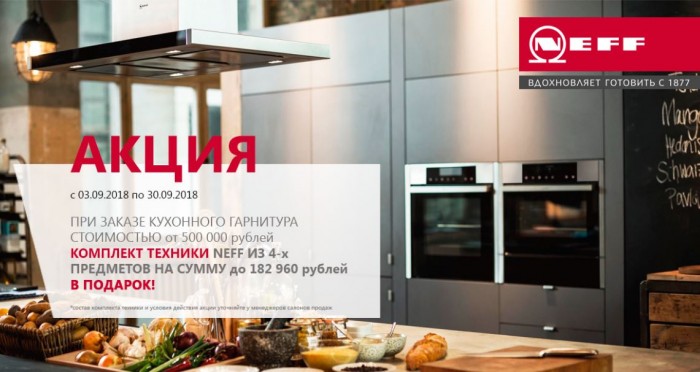 NEFF
ВДОХНОВЛЯЕТ ГОТОВИТЬ С 1877
АКЦИЯ
с 03.09.2018 по 30.09.2018
ПРИ ЗАКАЗЕ КУХОННОГО ГАРНИТУРА
СТОИМОСТЬЮ от 500 000 рублей
КОМПЛЕКТ ТЕХНИКИ NEFF ИЗ 4-х
ПРЕДМЕТОВ НА СУММУ до 182 960 рублей
В ПОДАРОК!
*состав комплекта техники и условия действия акции уточняйте у менеджеров салонов продаж